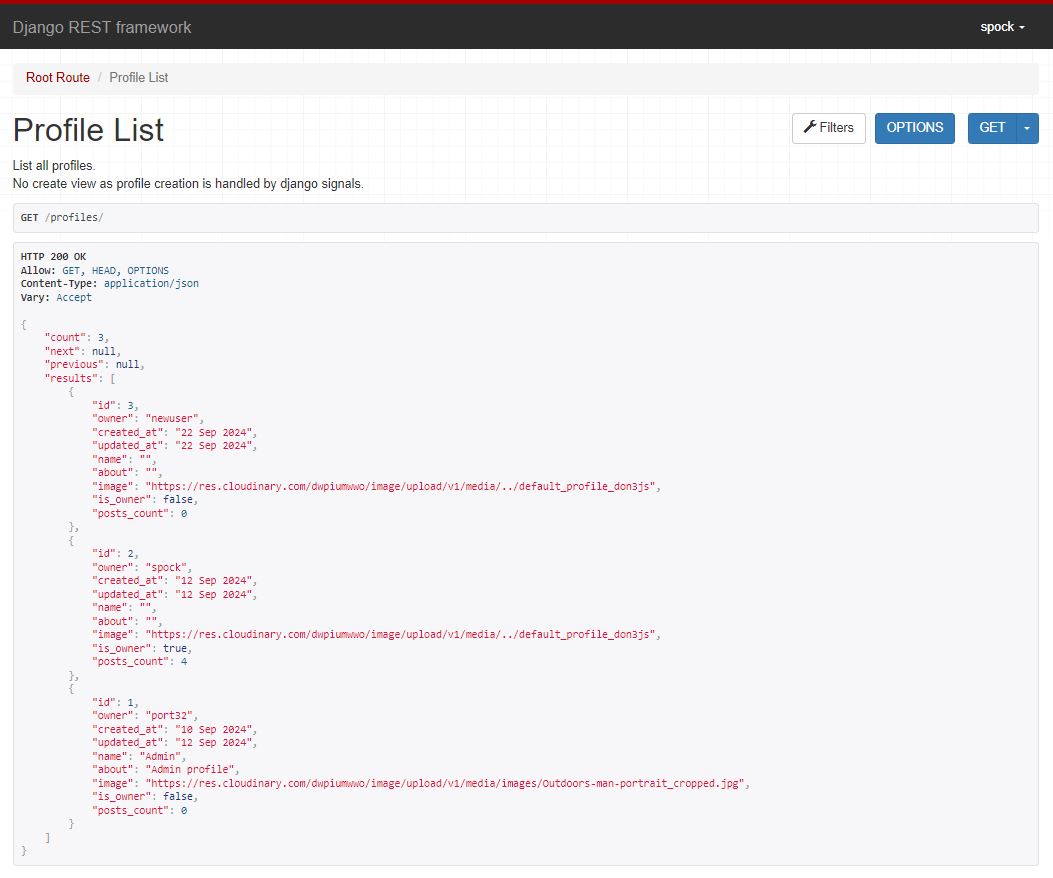 Django REST framework
spock
Root Route / Profile List
Profile List
Filters
OPTIONS
GET
List all profiles.
No create view as profile creation is handled by django signals.
GET /profiles/
HTTP 200 OK
Allow: GET, HEAD, OPTIONS
Content-Type: application/json
Vary: Accept
{
    "count": 3,
    "next": null,
    "previous": null,
    "results": [
        {
            "id": 3,
            "owner": "newuser",
            "created_at": "22 Sep 2024",
            "updated_at": "22 Sep 2024",
            "name": "",
            "about": "",
            "image": "https://res.cloudinary.com/dwpiumwwo/image/upload/v1/media/../default_profile_don3js",
            "is_owner": false,
            "posts_count": 0
        },
        {
            "id": 2,
            "owner": "spock",
            "created_at": "12 Sep 2024",
            "updated_at": "12 Sep 2024",
            "name": "",
            "about": "",
            "image": "https://res.cloudinary.com/dwpiumwwo/image/upload/v1/media/../default_profile_don3js",
            "is_owner": true,
            "posts_count": 4
        },
        {
            "id": 1,
            "owner": "port32",
            "created_at": "10 Sep 2024",
            "updated_at": "12 Sep 2024",
            "name": "Admin",
            "about": "Admin profile",
            "image": "https://res.cloudinary.com/dwpiumwwo/image/upload/v1/media/images/Outdoors-man-portrait_cropped.jpg",
            "is_owner": false,
            "posts_count": 0
        }
    ]
}